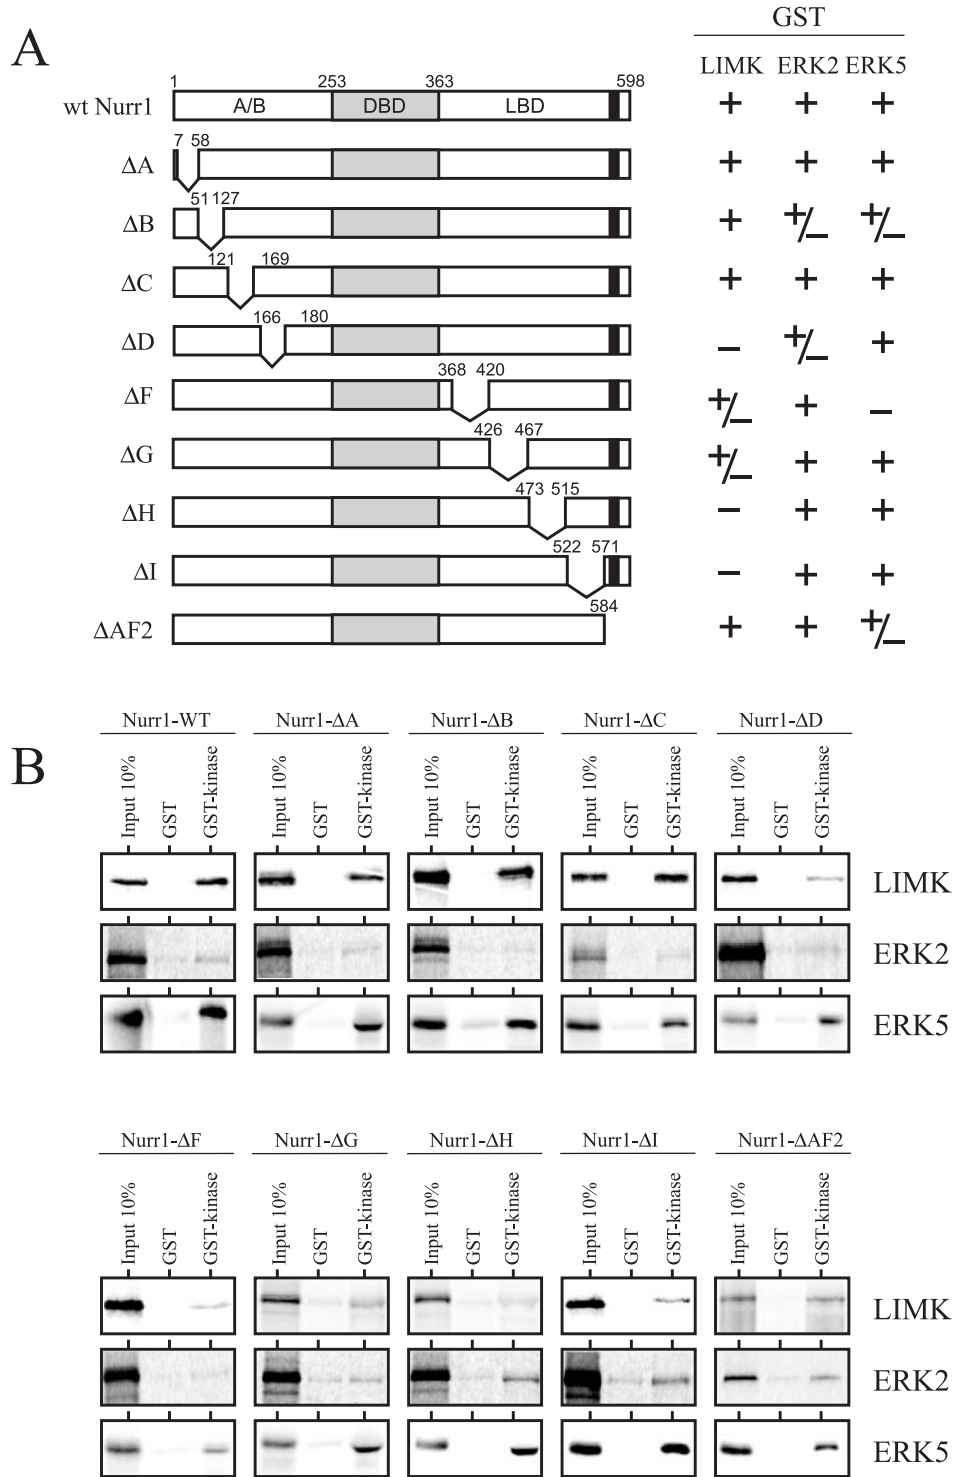 A
GST
LIMK ERK2 ERK5
1 253 363 598
wt Nurr1 A/B DBD LBD + + +
7 58
ΔA + + +
51 127
ΔB + +/− +/−
121 169
ΔC + + +
166 180
ΔD − +/− +
368 420
ΔF +/− + −
426 467
ΔG +/− + +
473 515
ΔH − + +
522 571
ΔI − + +
584
ΔAF2 + + +/−
B
Nurr1-WT Nurr1-ΔA Nurr1-ΔB Nurr1-ΔC Nurr1-ΔD
Input 10% GST GST-kinase Input 10% GST GST-kinase Input 10% GST GST-kinase Input 10% GST GST-kinase Input 10% GST GST-kinase
LIMK
ERK2
ERK5
Nurr1-ΔF Nurr1-ΔG Nurr1-ΔH Nurr1-ΔI Nurr1-ΔAF2
Input 10% GST GST-kinase Input 10% GST GST-kinase Input 10% GST GST-kinase Input 10% GST GST-kinase Input 10% GST GST-kinase
LIMK
ERK2
ERK5